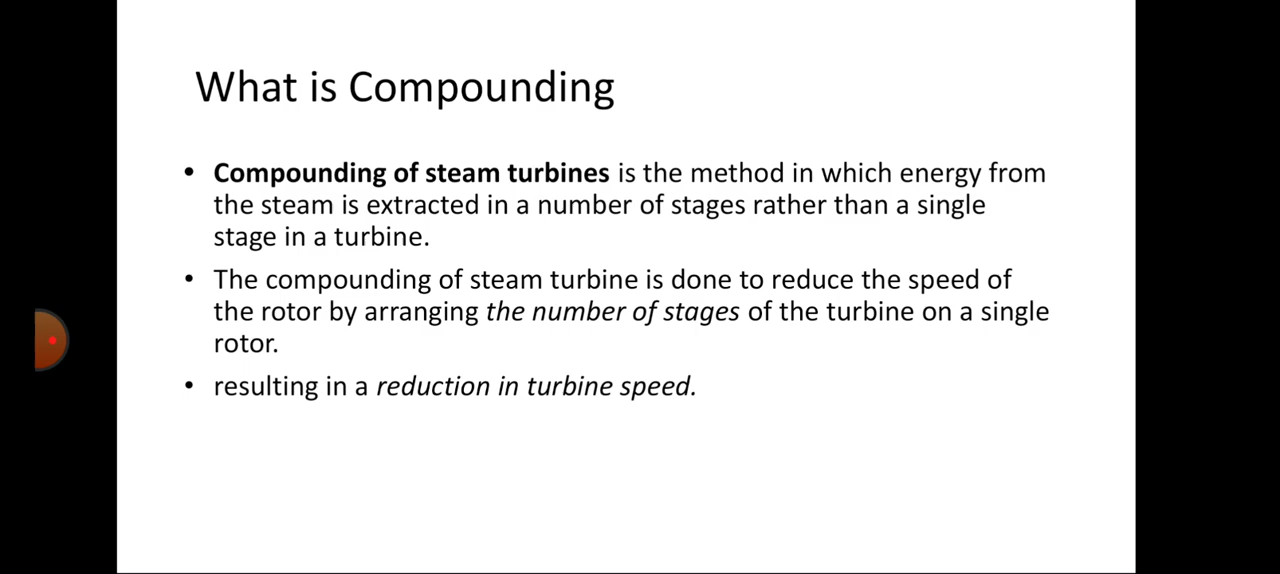 What is Compounding
• Compounding of steam turbines is the method in which energy from
the steam is extracted in a number of stages rather than a single
stage in a turbine.
• The compounding of steam turbine is done to reduce the speed of
the rotor by arranging the number of stages of the turbine on a single
rotor.
• resulting in a reduction in turbine speed.